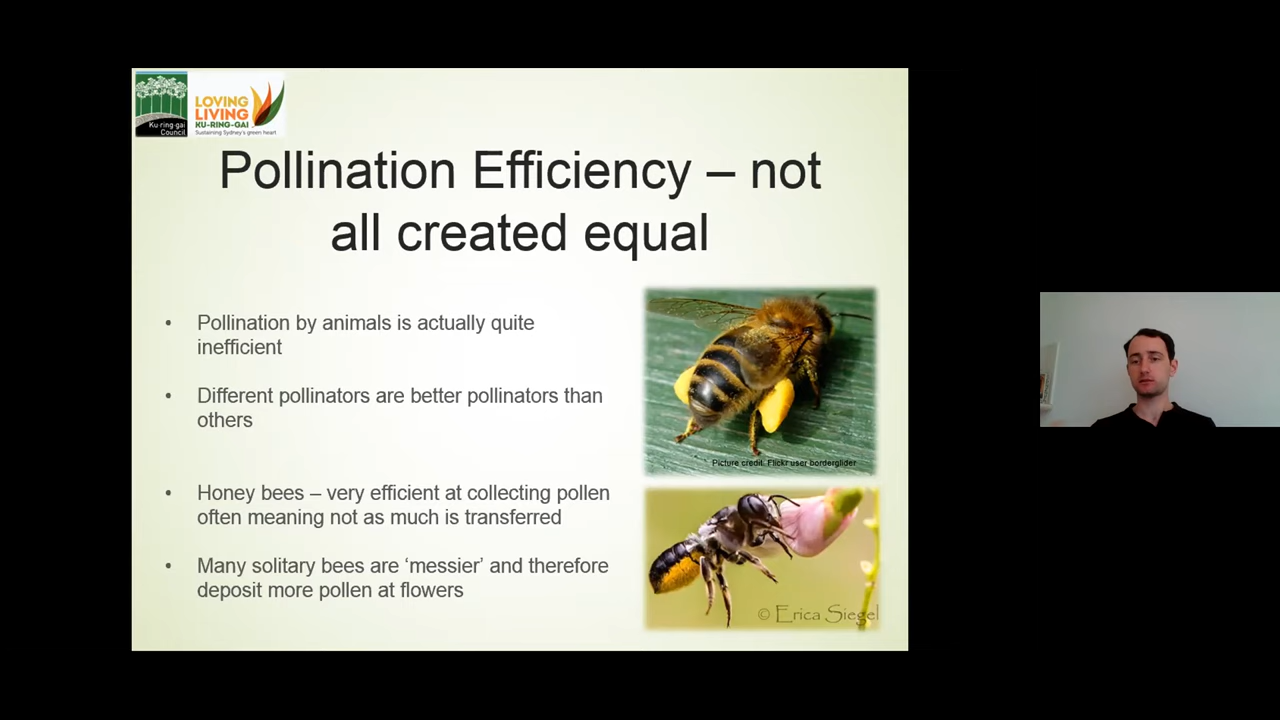 Ku·ring·gai
Council
LOVING
LIVING
KU-RING-GAI
Sustaining Sydney's green heart
Pollination Efficiency – not
all created equal
• Pollination by animals is actually quite
inefficient
• Different pollinators are better pollinators than
others
• Honey bees – very efficient at collecting pollen
often meaning not as much is transferred
• Many solitary bees are ‘messier’ and therefore
deposit more pollen at flowers
Picture credit: Flickr user borderglider
© Erica Siegel